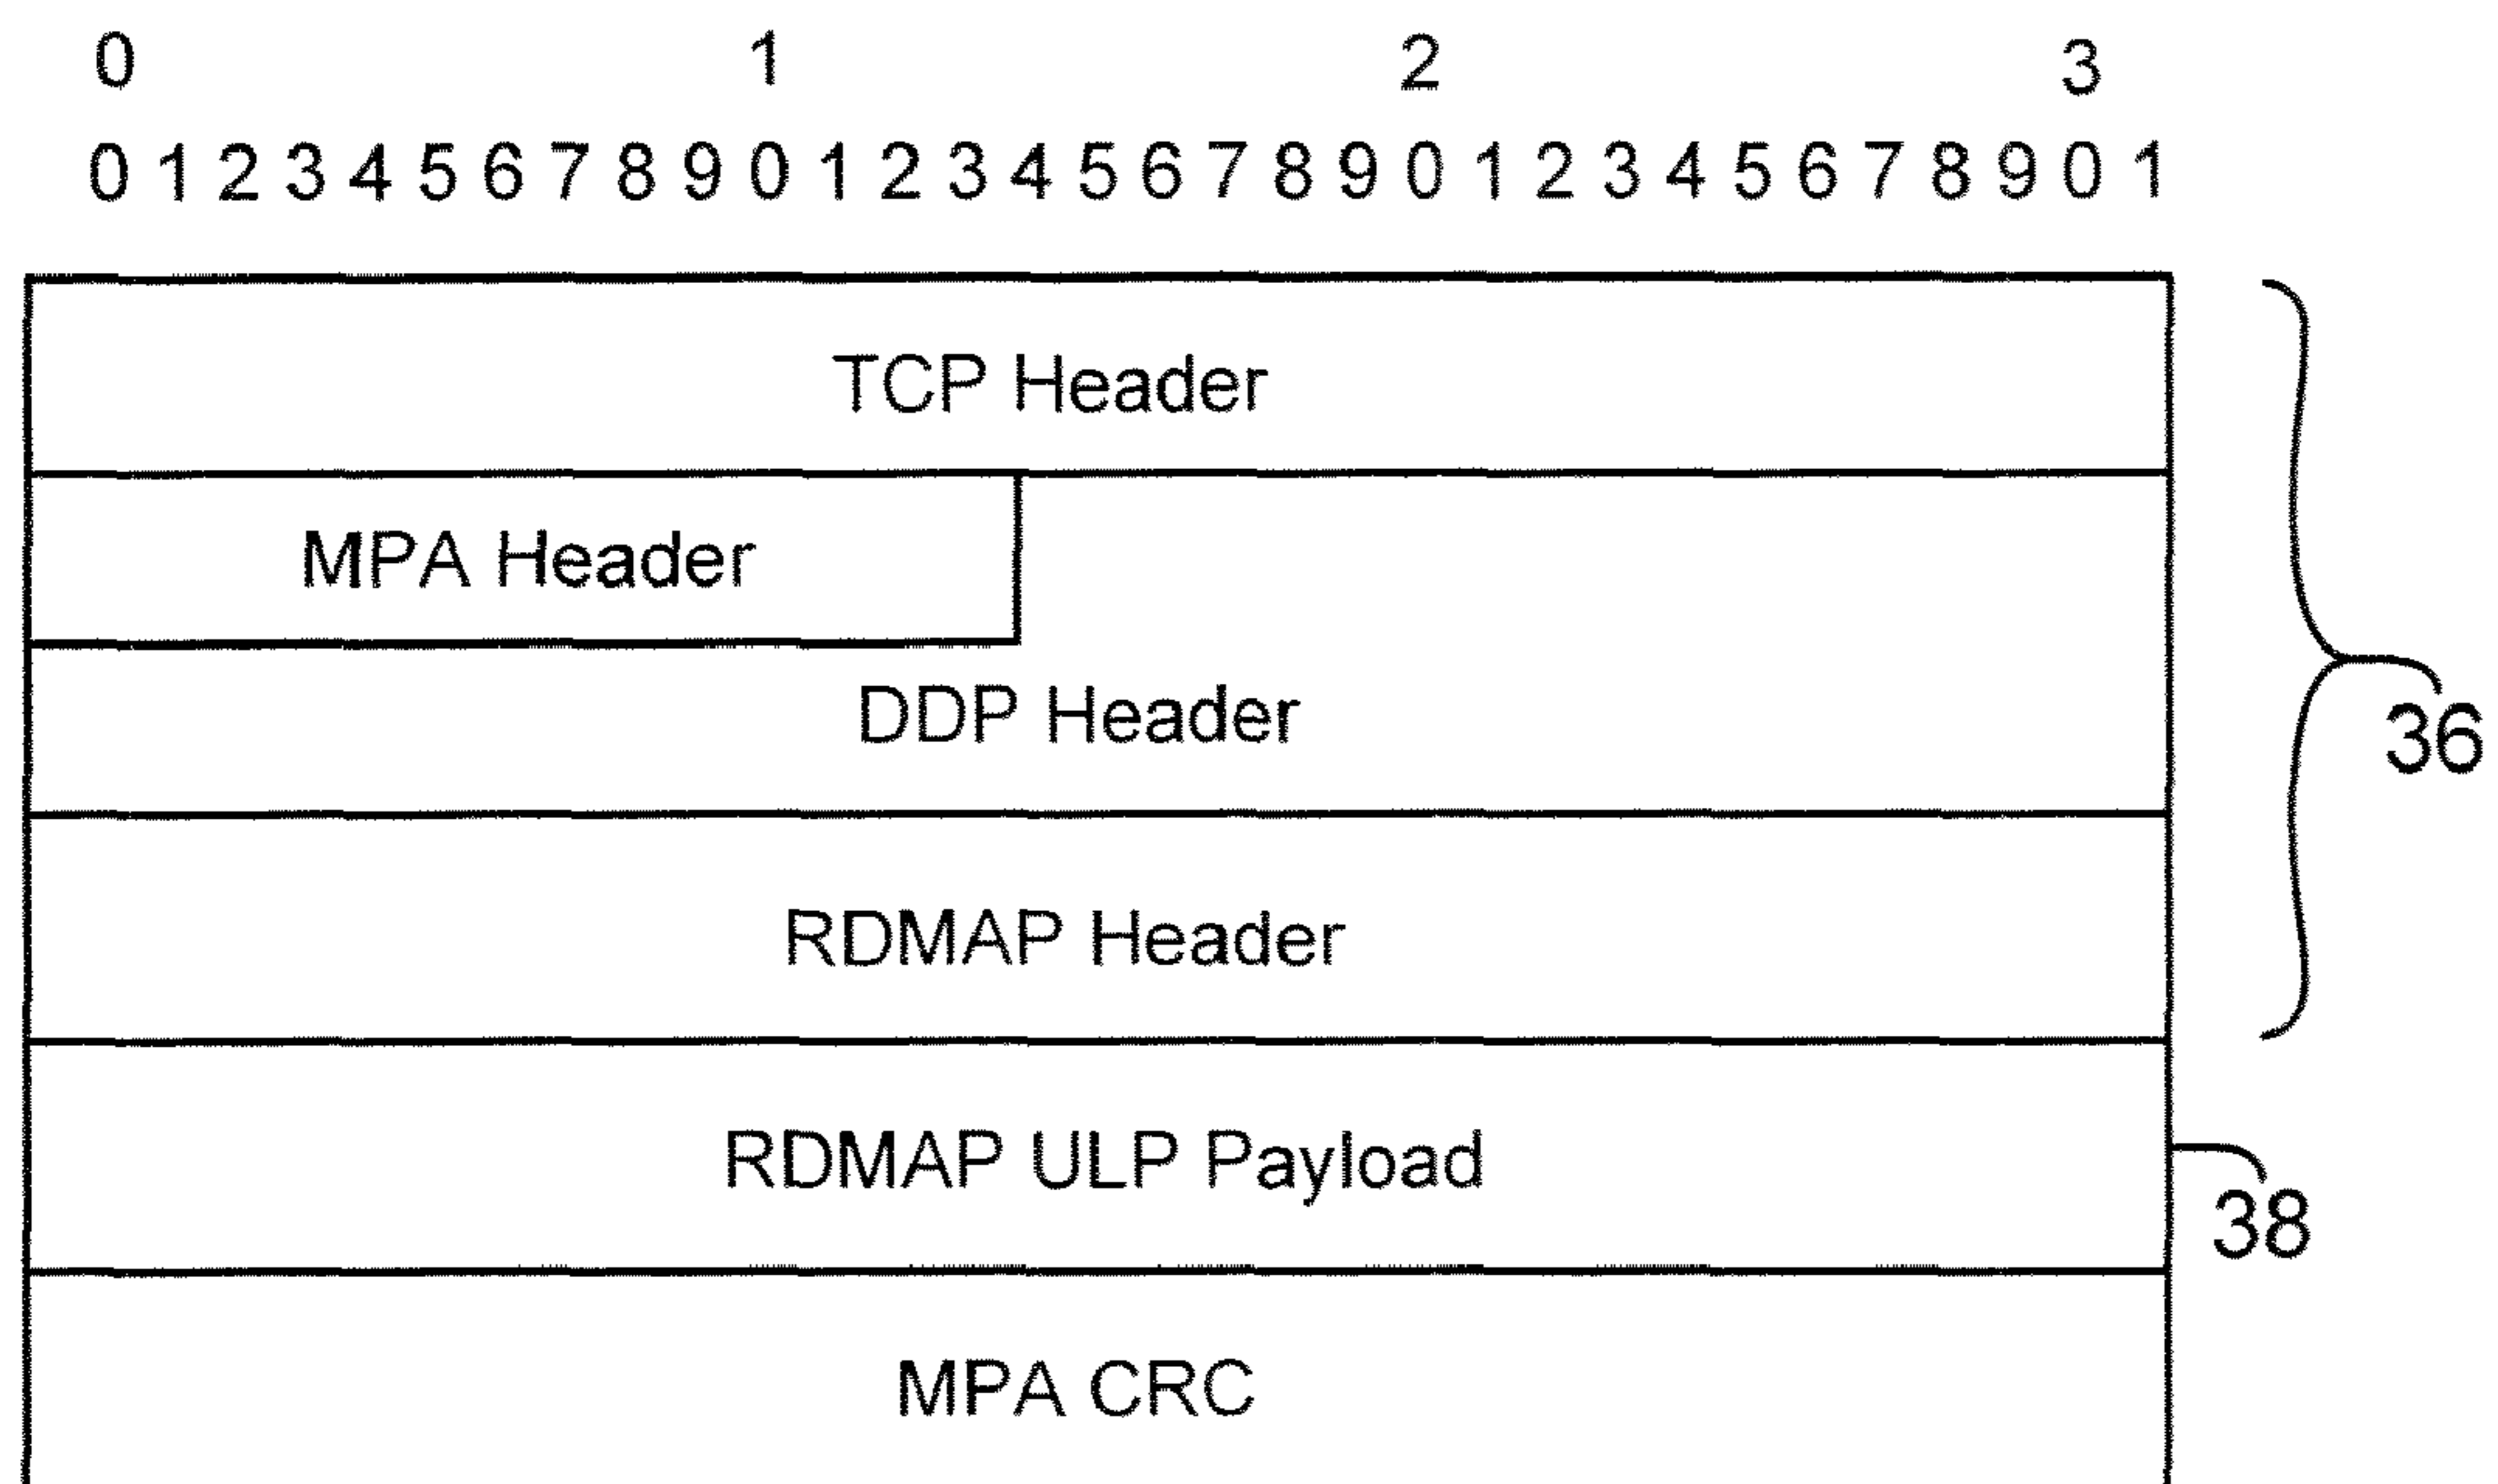 0 1 2 3
0 1 2 3 4 5 6 7 8 9 0 1 2 3 4 5 6 7 8 9 0 1 2 3 4 5 6 7 8 9 0 1
TCP Header
MPA Header
DDP Header
36
RDMAP Header
RDMAP ULP Payload
38
MPA CRC